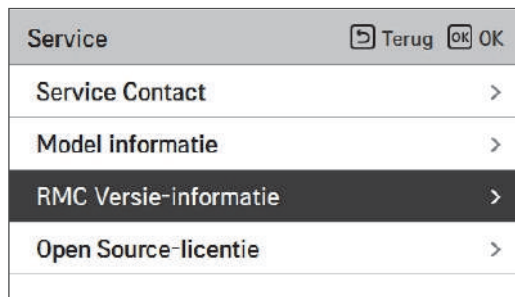 Service Terug OK OK
Service Contact >
Model informatie >
RMC Versie-informatie >
Open Source-licentie >